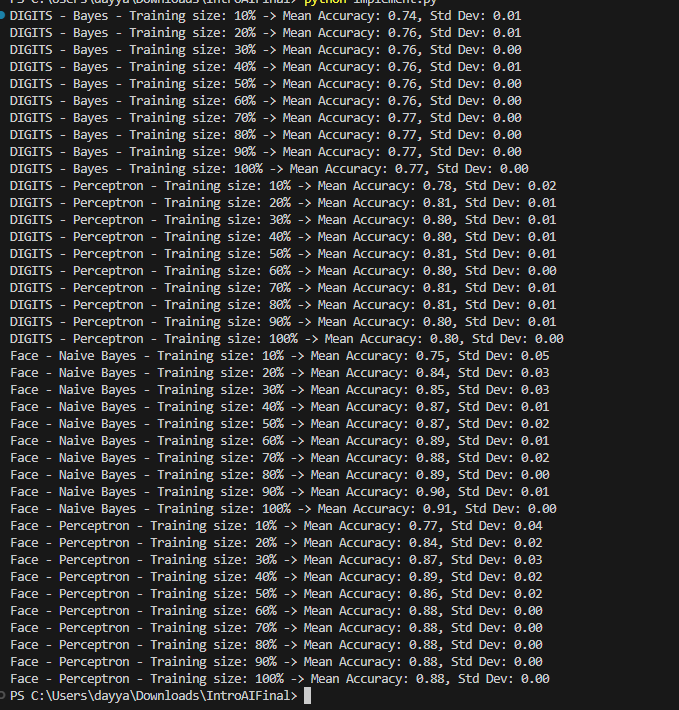 PS C:\Users\dayya\Downloads\IntroAIFinal> python implement.py
DIGITS - Bayes - Training size: 10% -> Mean Accuracy: 0.74, Std Dev: 0.01
DIGITS - Bayes - Training size: 20% -> Mean Accuracy: 0.76, Std Dev: 0.01
DIGITS - Bayes - Training size: 30% -> Mean Accuracy: 0.76, Std Dev: 0.00
DIGITS - Bayes - Training size: 40% -> Mean Accuracy: 0.76, Std Dev: 0.01
DIGITS - Bayes - Training size: 50% -> Mean Accuracy: 0.76, Std Dev: 0.00
DIGITS - Bayes - Training size: 60% -> Mean Accuracy: 0.76, Std Dev: 0.00
DIGITS - Bayes - Training size: 70% -> Mean Accuracy: 0.77, Std Dev: 0.00
DIGITS - Bayes - Training size: 80% -> Mean Accuracy: 0.77, Std Dev: 0.00
DIGITS - Bayes - Training size: 90% -> Mean Accuracy: 0.77, Std Dev: 0.00
DIGITS - Bayes - Training size: 100% -> Mean Accuracy: 0.77, Std Dev: 0.00
DIGITS - Perceptron - Training size: 10% -> Mean Accuracy: 0.78, Std Dev: 0.02
DIGITS - Perceptron - Training size: 20% -> Mean Accuracy: 0.81, Std Dev: 0.01
DIGITS - Perceptron - Training size: 30% -> Mean Accuracy: 0.80, Std Dev: 0.01
DIGITS - Perceptron - Training size: 40% -> Mean Accuracy: 0.80, Std Dev: 0.01
DIGITS - Perceptron - Training size: 50% -> Mean Accuracy: 0.81, Std Dev: 0.01
DIGITS - Perceptron - Training size: 60% -> Mean Accuracy: 0.80, Std Dev: 0.00
DIGITS - Perceptron - Training size: 70% -> Mean Accuracy: 0.81, Std Dev: 0.01
DIGITS - Perceptron - Training size: 80% -> Mean Accuracy: 0.81, Std Dev: 0.01
DIGITS - Perceptron - Training size: 90% -> Mean Accuracy: 0.80, Std Dev: 0.01
DIGITS - Perceptron - Training size: 100% -> Mean Accuracy: 0.80, Std Dev: 0.00
Face - Naive Bayes - Training size: 10% -> Mean Accuracy: 0.75, Std Dev: 0.05
Face - Naive Bayes - Training size: 20% -> Mean Accuracy: 0.84, Std Dev: 0.03
Face - Naive Bayes - Training size: 30% -> Mean Accuracy: 0.85, Std Dev: 0.03
Face - Naive Bayes - Training size: 40% -> Mean Accuracy: 0.87, Std Dev: 0.01
Face - Naive Bayes - Training size: 50% -> Mean Accuracy: 0.87, Std Dev: 0.02
Face - Naive Bayes - Training size: 60% -> Mean Accuracy: 0.89, Std Dev: 0.01
Face - Naive Bayes - Training size: 70% -> Mean Accuracy: 0.88, Std Dev: 0.02
Face - Naive Bayes - Training size: 80% -> Mean Accuracy: 0.89, Std Dev: 0.00
Face - Naive Bayes - Training size: 90% -> Mean Accuracy: 0.90, Std Dev: 0.01
Face - Naive Bayes - Training size: 100% -> Mean Accuracy: 0.91, Std Dev: 0.00
Face - Perceptron - Training size: 10% -> Mean Accuracy: 0.77, Std Dev: 0.04
Face - Perceptron - Training size: 20% -> Mean Accuracy: 0.84, Std Dev: 0.02
Face - Perceptron - Training size: 30% -> Mean Accuracy: 0.87, Std Dev: 0.03
Face - Perceptron - Training size: 40% -> Mean Accuracy: 0.89, Std Dev: 0.02
Face - Perceptron - Training size: 50% -> Mean Accuracy: 0.86, Std Dev: 0.02
Face - Perceptron - Training size: 60% -> Mean Accuracy: 0.88, Std Dev: 0.00
Face - Perceptron - Training size: 70% -> Mean Accuracy: 0.88, Std Dev: 0.00
Face - Perceptron - Training size: 80% -> Mean Accuracy: 0.88, Std Dev: 0.00
Face - Perceptron - Training size: 90% -> Mean Accuracy: 0.88, Std Dev: 0.00
Face - Perceptron - Training size: 100% -> Mean Accuracy: 0.88, Std Dev: 0.00
PS C:\Users\dayya\Downloads\IntroAIFinal>